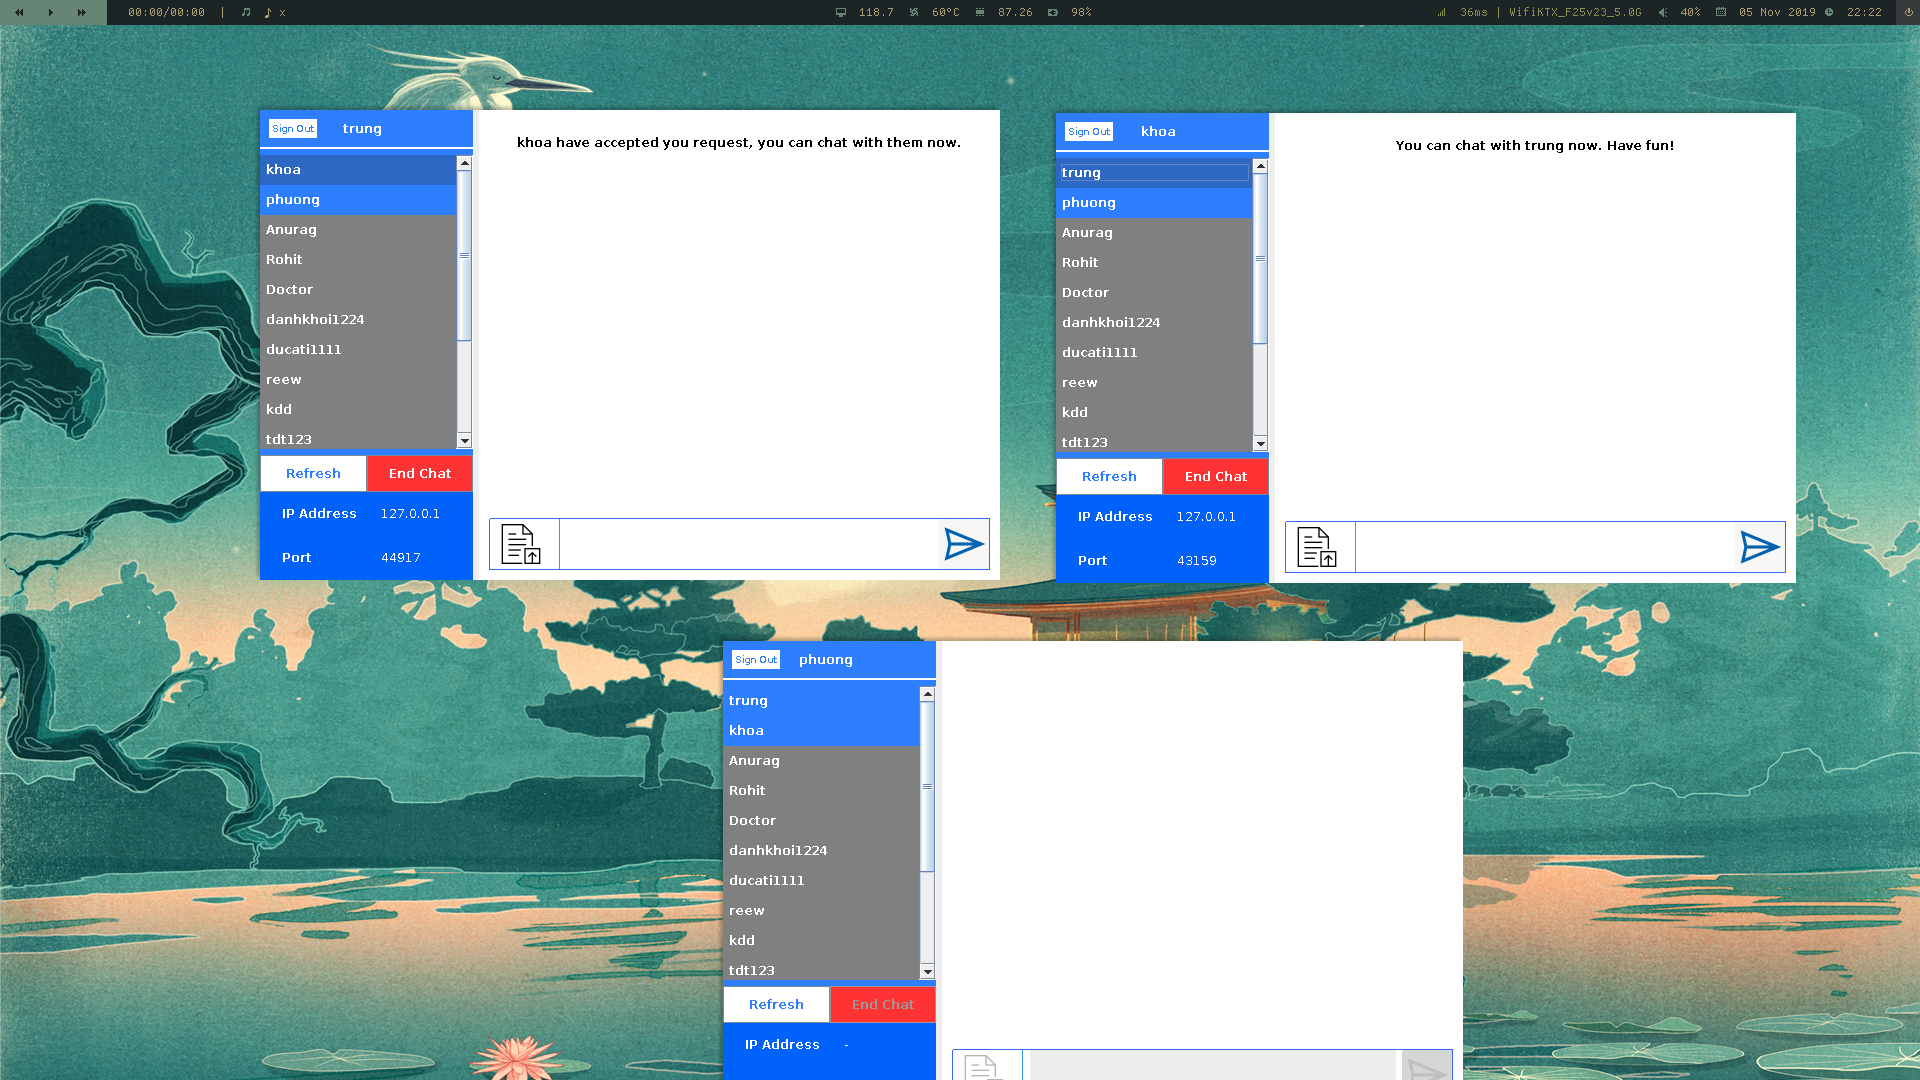 00:00/00:00 | x 118.7 60°C 87.26 98% 36ms | WifiKTX_F25v23_5.0G 40% 05 Nov 2019 22:22
Sign Out trung
khoa
phuong
Anurag
Rohit
Doctor
danhkhoi1224
ducati1111
reew
kdd
tdt123
Refresh End Chat
IP Address 127.0.0.1
Port 44917
khoa have accepted you request, you can chat with them now.
Sign Out khoa
trung
phuong
Anurag
Rohit
Doctor
danhkhoi1224
ducati1111
reew
kdd
tdt123
Refresh End Chat
IP Address 127.0.0.1
Port 43159
You can chat with trung now. Have fun!
Sign Out phuong
trung
khoa
Anurag
Rohit
Doctor
danhkhoi1224
ducati1111
reew
kdd
tdt123
Refresh End Chat
IP Address -